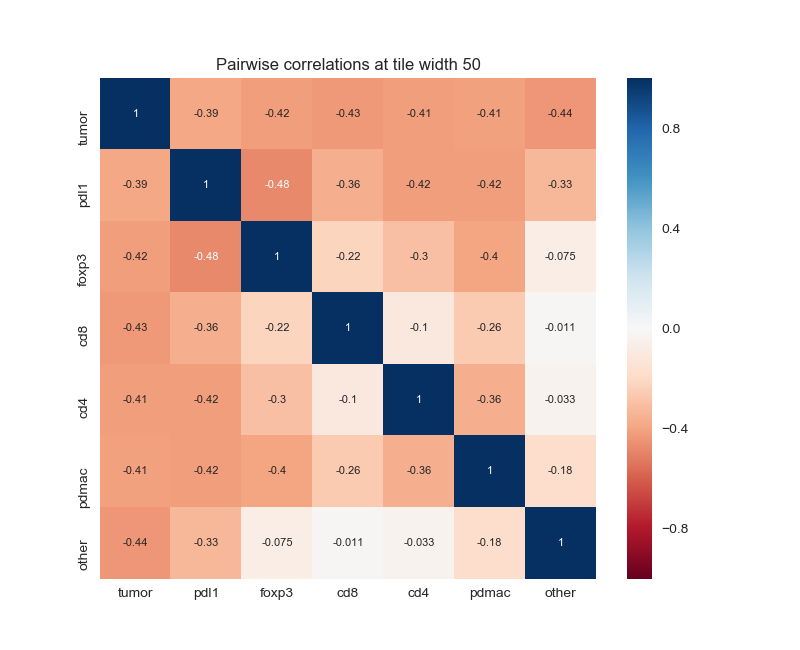 Pairwise correlations at tile width 50
tumor 1 -0.39 -0.42 -0.43 -0.41 -0.41 -0.44
pdl1 -0.39 1 -0.48 -0.36 -0.42 -0.42 -0.33
foxp3 -0.42 -0.48 1 -0.22 -0.3 -0.4 -0.075
cd8 -0.43 -0.36 -0.22 1 -0.1 -0.26 -0.011
cd4 -0.41 -0.42 -0.3 -0.1 1 -0.36 -0.033
pdmac -0.41 -0.42 -0.4 -0.26 -0.36 1 -0.18
other -0.44 -0.33 -0.075 -0.011 -0.033 -0.18 1
tumor pdl1 foxp3 cd8 cd4 pdmac other
0.8
0.4
0.0
−0.4
−0.8